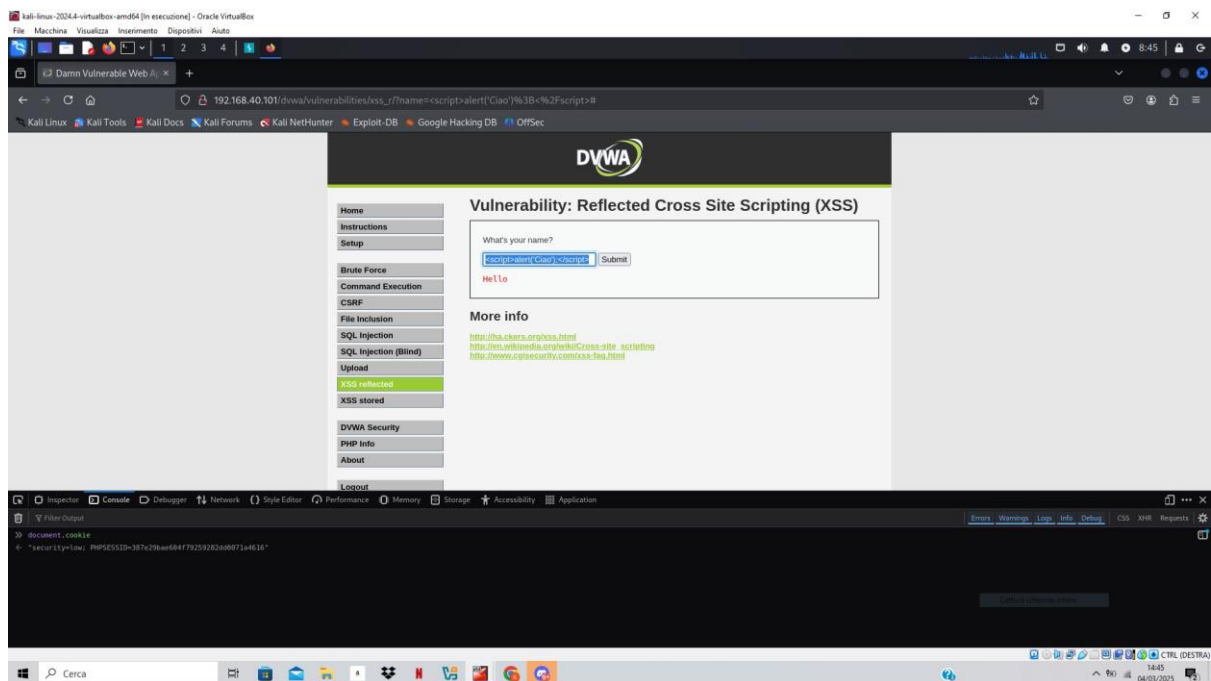 kali-linux-2024.4-virtualbox-amd64 [In esecuzione] - Oracle VirtualBox
File Macchina Visualizza Inserimento Dispositivi Aiuto
1 2 3 4
8:45
Damn Vulnerable Web A
192.168.40.101/dvwa/vulnerabilities/xss_r/?name=<script>alert('Ciao')%3B<%2Fscript>#
Kali Linux Kali Tools Kali Docs Kali Forums Kali NetHunter Exploit-DB Google Hacking DB OffSec
DVWA
Vulnerability: Reflected Cross Site Scripting (XSS)
What's your name?
<script>alert('Ciao');</script> Submit
Hello
More info
http://ha.ckers.org/xss.html
http://en.wikipedia.org/wiki/Cross-site_scripting
http://www.cgisecurity.com/xss-faq.html
Home
Instructions
Setup
Brute Force
Command Execution
CSRF
File Inclusion
SQL Injection
SQL Injection (Blind)
Upload
XSS reflected
XSS stored
DVWA Security
PHP Info
About
Logout
Inspector Console Debugger Network Style Editor Performance Memory Storage Accessibility Application
Filter Output
Errors Warnings Logs Info Debug CSS XHR Requests
document.cookie
CTRL (DESTRA)
Cerca
14:45
04/03/2025